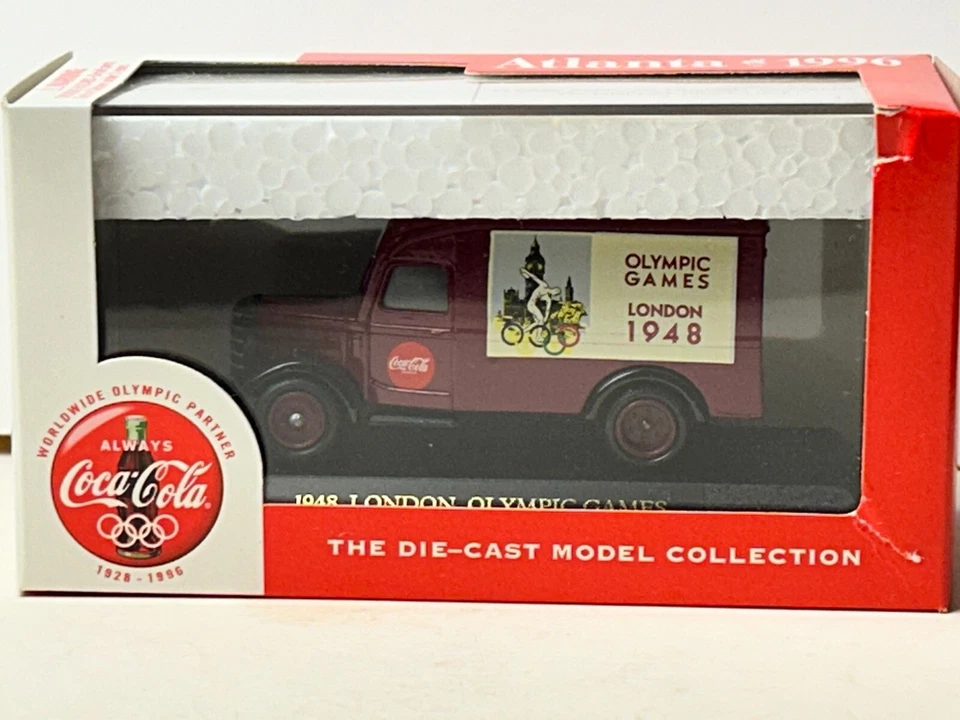 Atlanta 1996
OLYMPIC
GAMES
LONDON
1948
Coca-Cola
WORLDWIDE OLYMPIC PARTNER
ALWAYS
Coca-Cola
1928 - 1996
1948 LONDON OLYMPIC GAMES
THE DIE-CAST MODEL COLLECTION